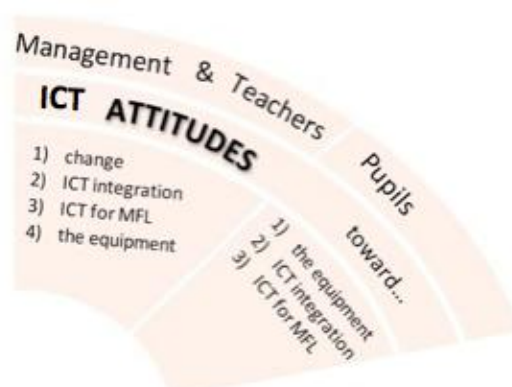 Management & Teachers
Pupils
ICT ATTITUDES
toward...
1) change
2) ICT integration
3) ICT for MFL
4) the equipment
1) the equipment
2) ICT integration
3) ICT for MFL